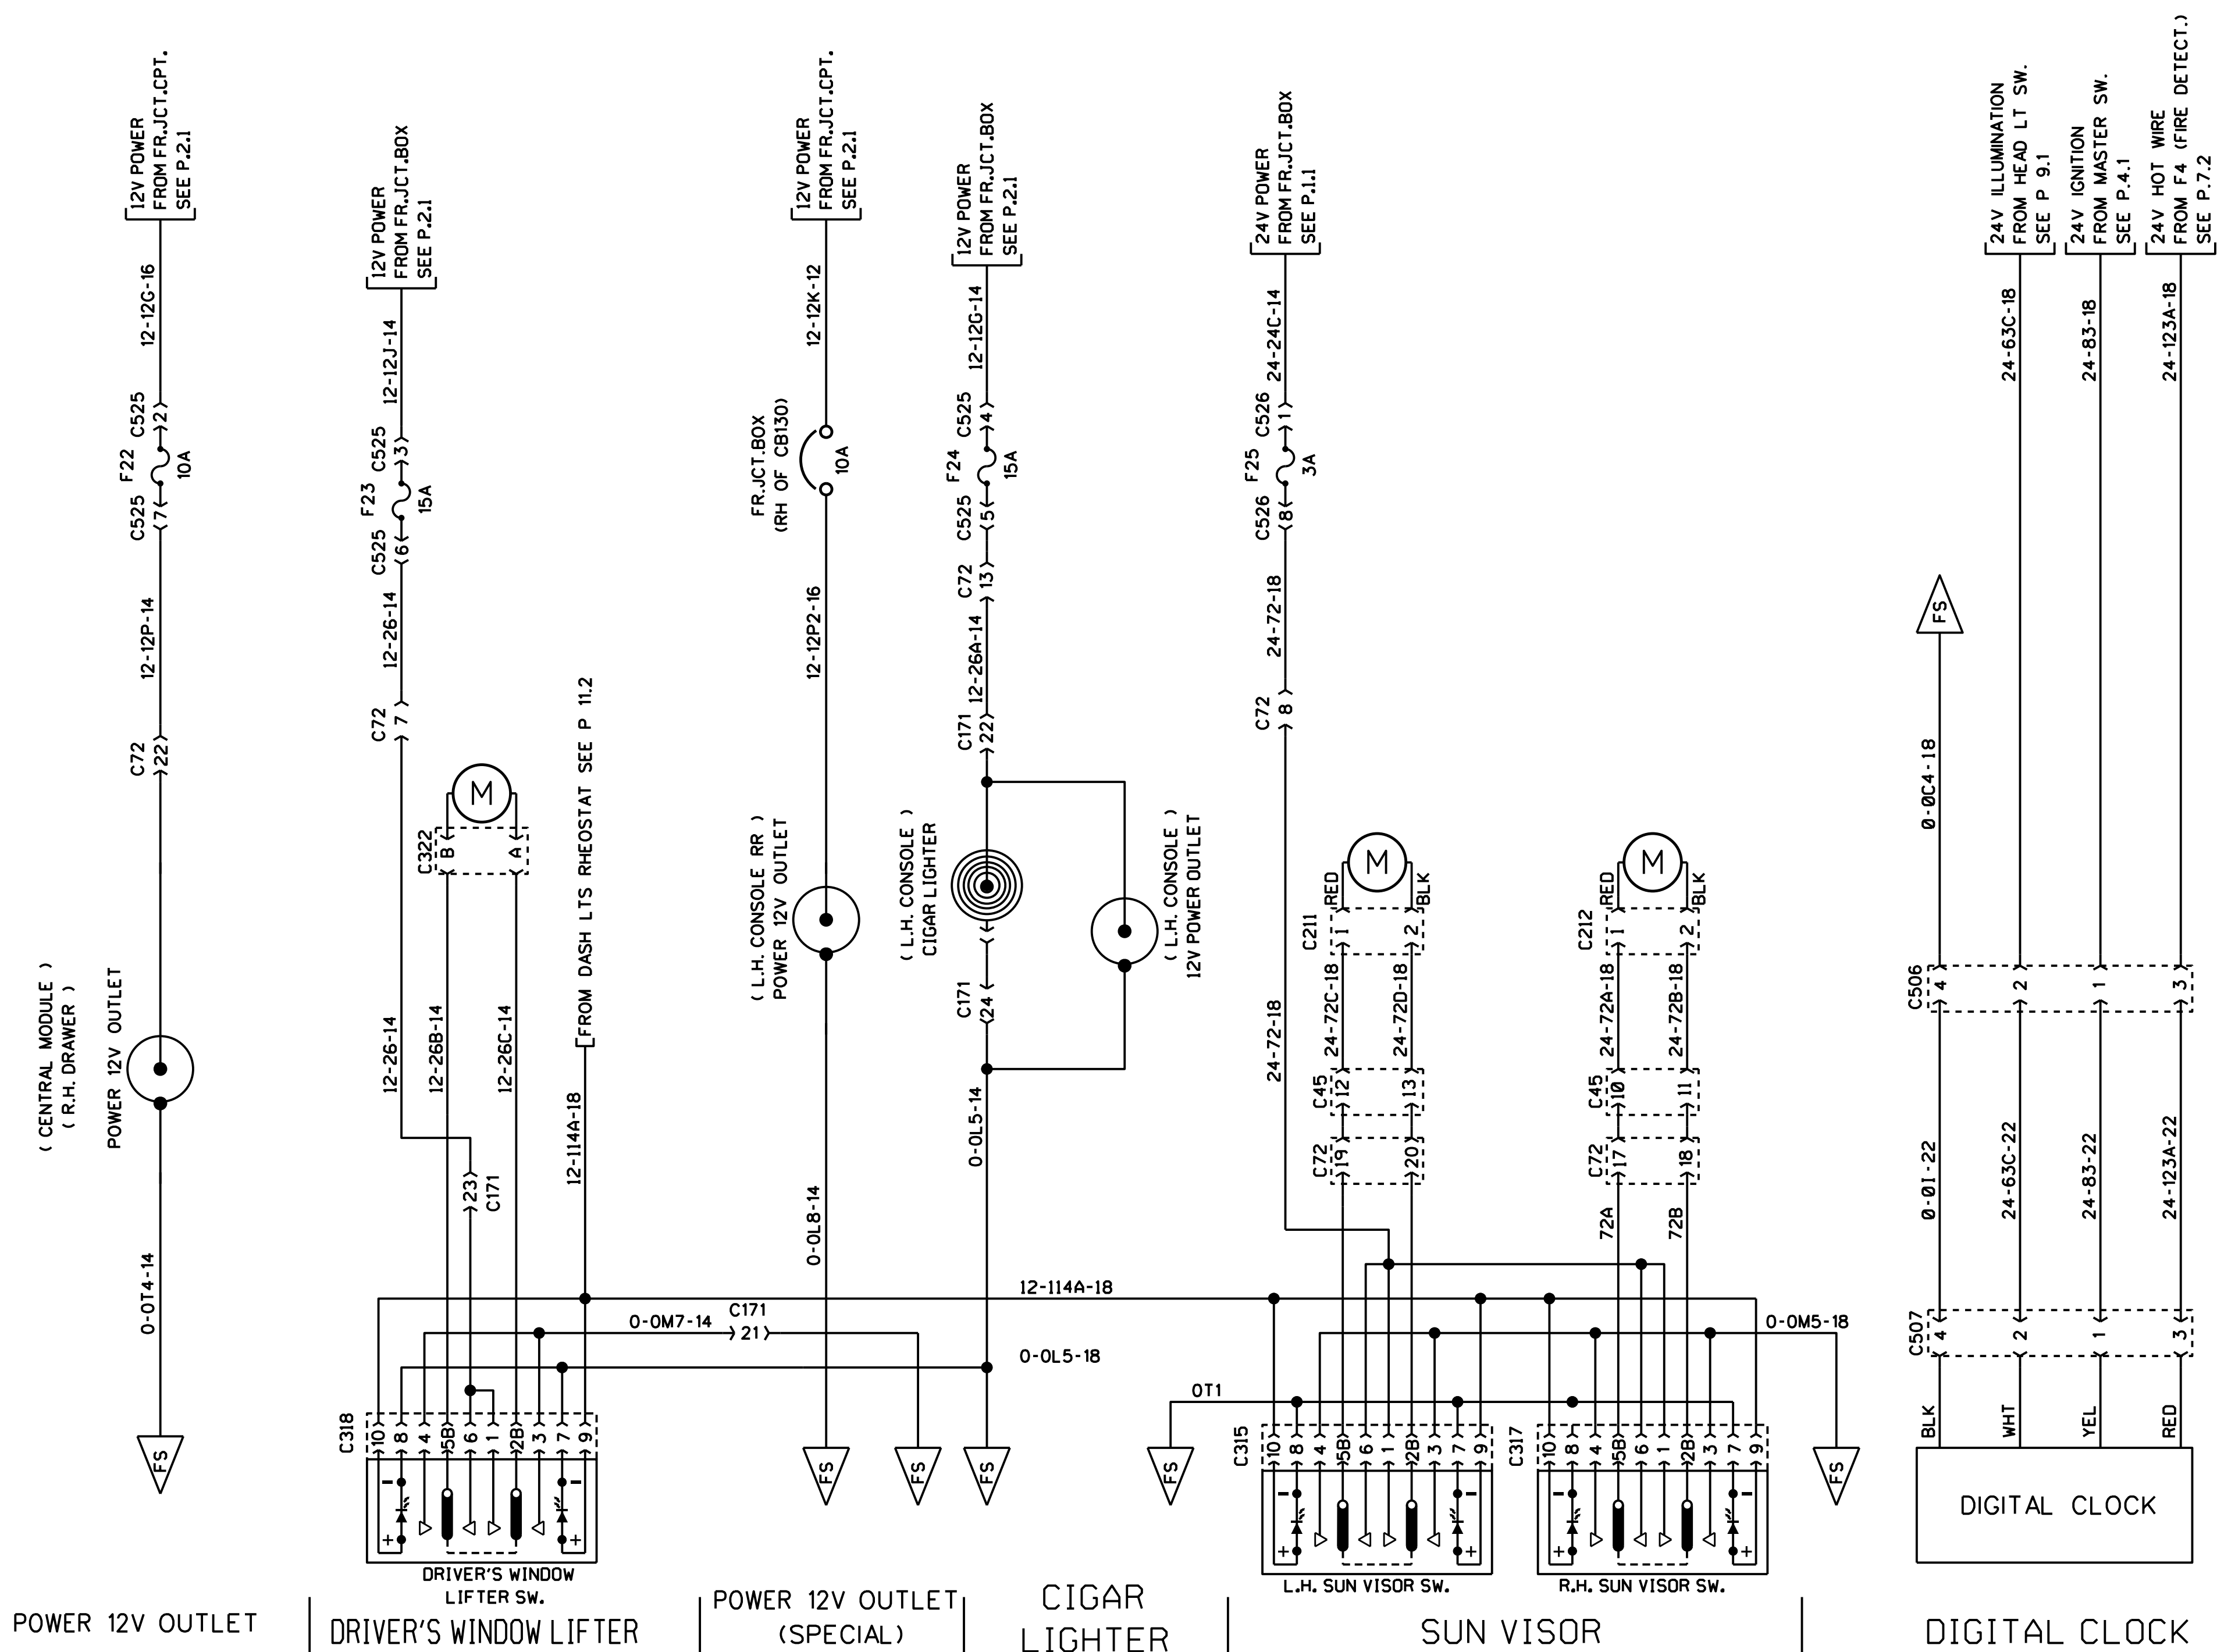 12V POWER
FROM FR.JCT.CPT.
SEE P.2.1
12-12G-16
C525
2
F22
10A
C525
7
12-12P-14
C72
22
( CENTRAL MODULE )
( R.H. DRAWER )
POWER 12V OUTLET
0-0T4-14
FS
POWER 12V OUTLET
12V POWER
FROM FR.JCT.BOX
SEE P.2.1
12-12J-14
C525
3
F23
15A
C525
6
12-26-14
C72
7
M
C322
B
A
12-26-14
12-26B-14
12-26C-14
23
C171
FROM DASH LTS RHEOSTAT SEE P 11.2
12-114A-18
C318
10
8
4
5B
6
1
2B
3
7
9
-
-
+
+
DRIVER'S WINDOW
LIFTER SW.
DRIVER'S WINDOW LIFTER
12V POWER
FROM FR.JCT.CPT.
SEE P.2.1
12-12K-12
FR.JCT.BOX
(RH OF CB130)
10A
12-12P2-16
( L.H. CONSOLE RR )
POWER 12V OUTLET
0-0L8-14
0-0M7-14
C171
21
FS
FS
POWER 12V OUTLET
(SPECIAL)
12V POWER
FROM FR.JCT.BOX
SEE P.2.1
12-12G-14
C525
4
F24
15A
C525
5
C72
13
12-26A-14
C171
22
( L.H. CONSOLE )
CIGAR LIGHTER
( L.H. CONSOLE )
12V POWER OUTLET
C171
24
0-0L5-14
12-114A-18
0-0L5-18
FS
CIGAR
LIGHTER
24V POWER
FROM FR.JCT.BOX
SEE P.1.1
24-24C-14
C526
1
F25
3A
C526
8
24-72-18
C72
8
24-72-18
M
RED
BLK
C211
1
2
24-72C-18
24-72D-18
C45
12
13
C72
19
20
M
RED
BLK
C212
1
2
24-72A-18
24-72B-18
C45
10
11
C72
17
18
72A
72B
0-0M5-18
0T1
FS
C315
10
8
4
5B
6
1
2B
3
7
9
-
-
+
+
L.H. SUN VISOR SW.
C317
10
8
4
5B
6
1
2B
3
7
9
-
-
+
+
R.H. SUN VISOR SW.
FS
SUN VISOR
24V ILLUMINATION
FROM HEAD LT SW.
SEE P 9.1
24V IGNITION
FROM MASTER SW.
SEE P.4.1
24V HOT WIRE
FROM F4 (FIRE DETECT.)
SEE P.7.2
24-63C-18
24-83-18
24-123A-18
FS
0-0C4-18
C506
4
2
1
3
0-0I-22
24-63C-22
24-83-22
24-123A-22
C507
4
2
1
3
BLK
WHT
YEL
RED
DIGITAL CLOCK
DIGITAL CLOCK